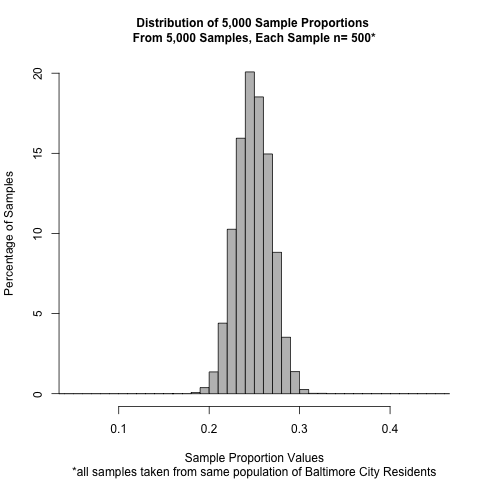 Distribution of 5,000 Sample Proportions
From 5,000 Samples, Each Sample n= 500*
Percentage of Samples
20
15
10
5
0
0.1 0.2 0.3 0.4
Sample Proportion Values
*all samples taken from same population of Baltimore City Residents